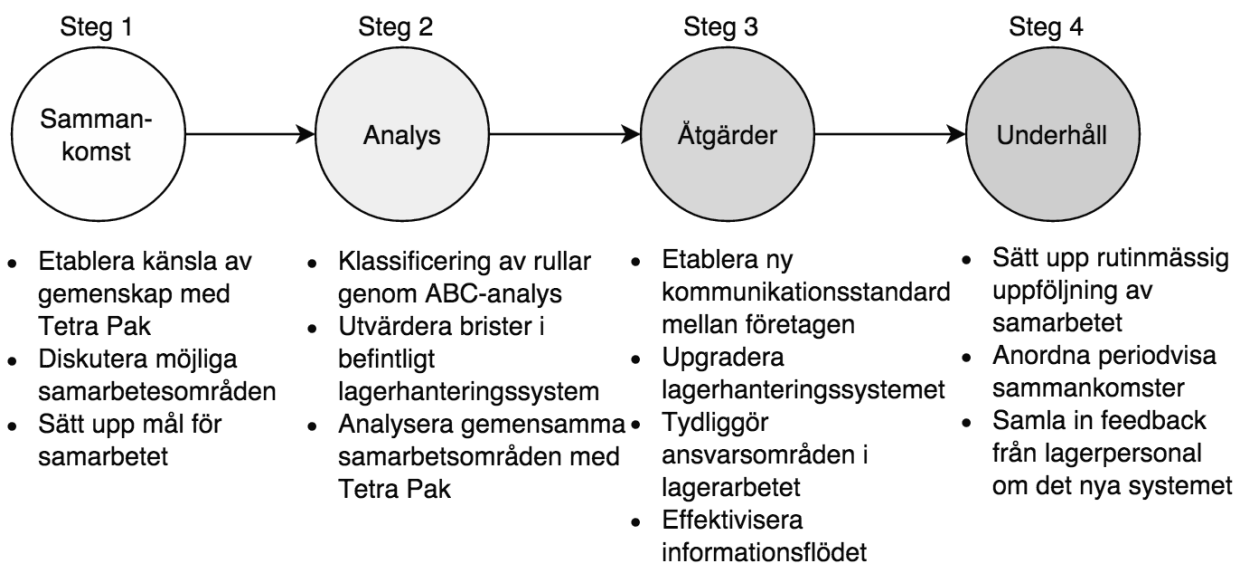 Steg 1
Steg 2
Steg 3
Steg 4
Samman-
komst
Analys
Åtgärder
Underhåll
• Etablera känsla av
gemenskap med
Tetra Pak
• Diskutera möjliga
samarbetesområden
• Sätt upp mål för
samarbetet
• Klassificering av rullar
genom ABC-analys
• Utvärdera brister i
befintligt
lagerhanteringssystem
• Analysera gemensamma
samarbetsområden med
Tetra Pak
• Etablera ny
kommunikationsstandard
mellan företagen
• Upgradera
lagerhanteringssystemet
• Tydliggör
ansvarsområden i
lagerarbetet
• Effektivisera
informationsflödet
• Sätt upp rutinmässig
uppföljning av
samarbetet
• Anordna periodvisa
sammankomster
• Samla in feedback
från lagerpersonal
om det nya systemet